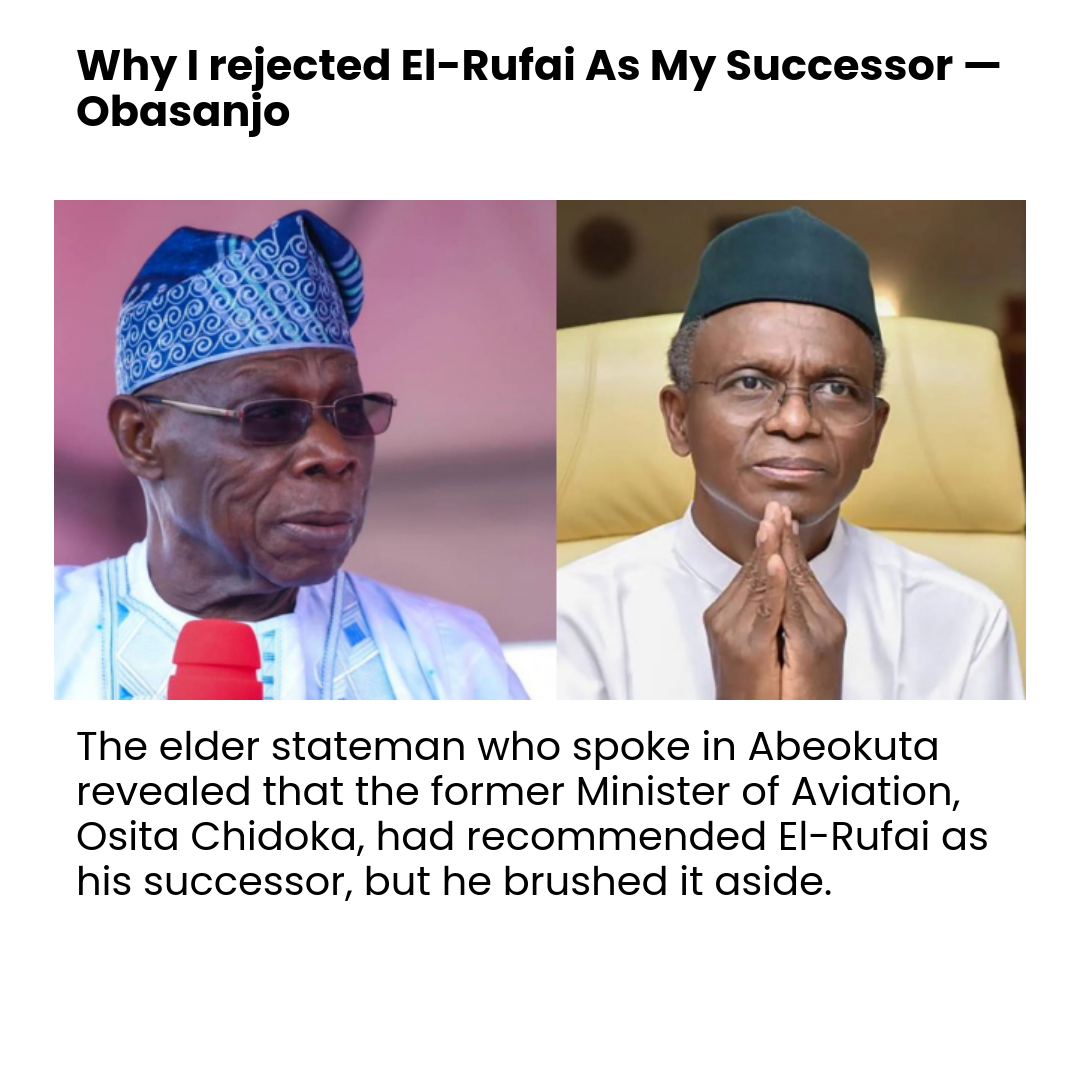 Why I rejected El-Rufai As My Successor —
Obasanjo
The elder stateman who spoke in Abeokuta
revealed that the former Minister of Aviation,
Osita Chidoka, had recommended El-Rufai as
his successor, but he brushed it aside.